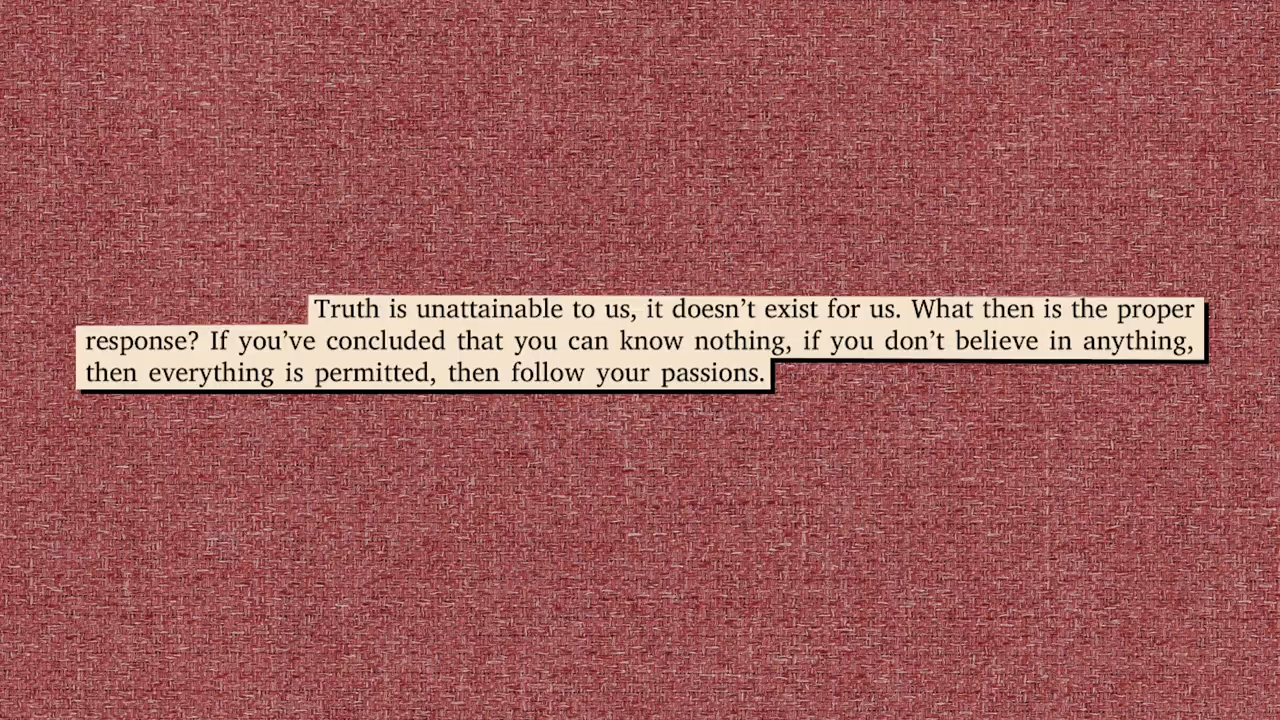 Truth is unattainable to us, it doesn’t exist for us. What then is the proper
response? If you’ve concluded that you can know nothing, if you don’t believe in anything,
then everything is permitted, then follow your passions.